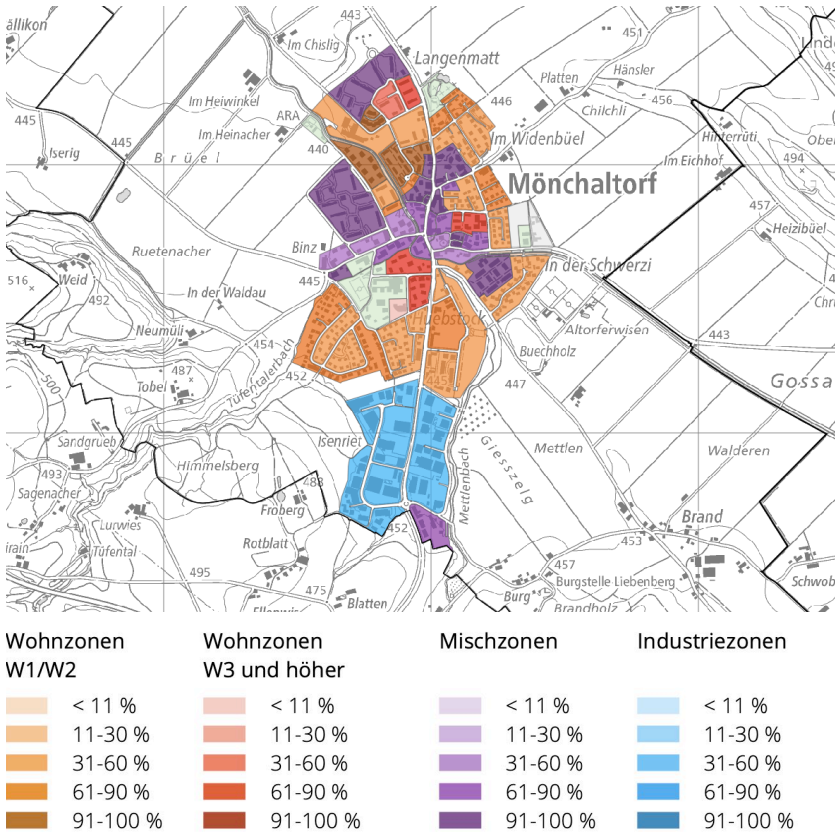 ällikon
443
Im Chislig
Langenmatt
451
Platten
Hänsler
Im Heiwinkel
446
456
Chilchli
445
ARA
Im Heinacher
Im Widenbüel
Hinterrüti
445
440
Iserig
Brüel
Im Eichhof
494
Mönchaltorf
457
Heizibüel
Binz
Ruetenacher
In der Schwerzi
Weid
445
516
492
In der Waldau
Huebstock
Altorferwisen
Neumüli
454
443
Buechholz
487
452
Tüfentalerbach
447
Gossa
500
Tobel
445
Sandgrueb
Isenriet
Giesszelg
Mettlen
Walderen
Himmelsberg
493
488
Mettlenbach
Sagenacher
Froberg
Brand
Lurwies
452
453
Tüfental
Rotblatt
457
495
475
Burgstelle Liebenberg
Schwob
Burg
Blatten
Brandholz
Wohnzonen
W1/W2
< 11 %
11-30 %
31-60 %
61-90 %
91-100 %
Wohnzonen
W3 und höher
< 11 %
11-30 %
31-60 %
61-90 %
91-100 %
Mischzonen
< 11 %
11-30 %
31-60 %
61-90 %
91-100 %
Industriezonen
< 11 %
11-30 %
31-60 %
61-90 %
91-100 %